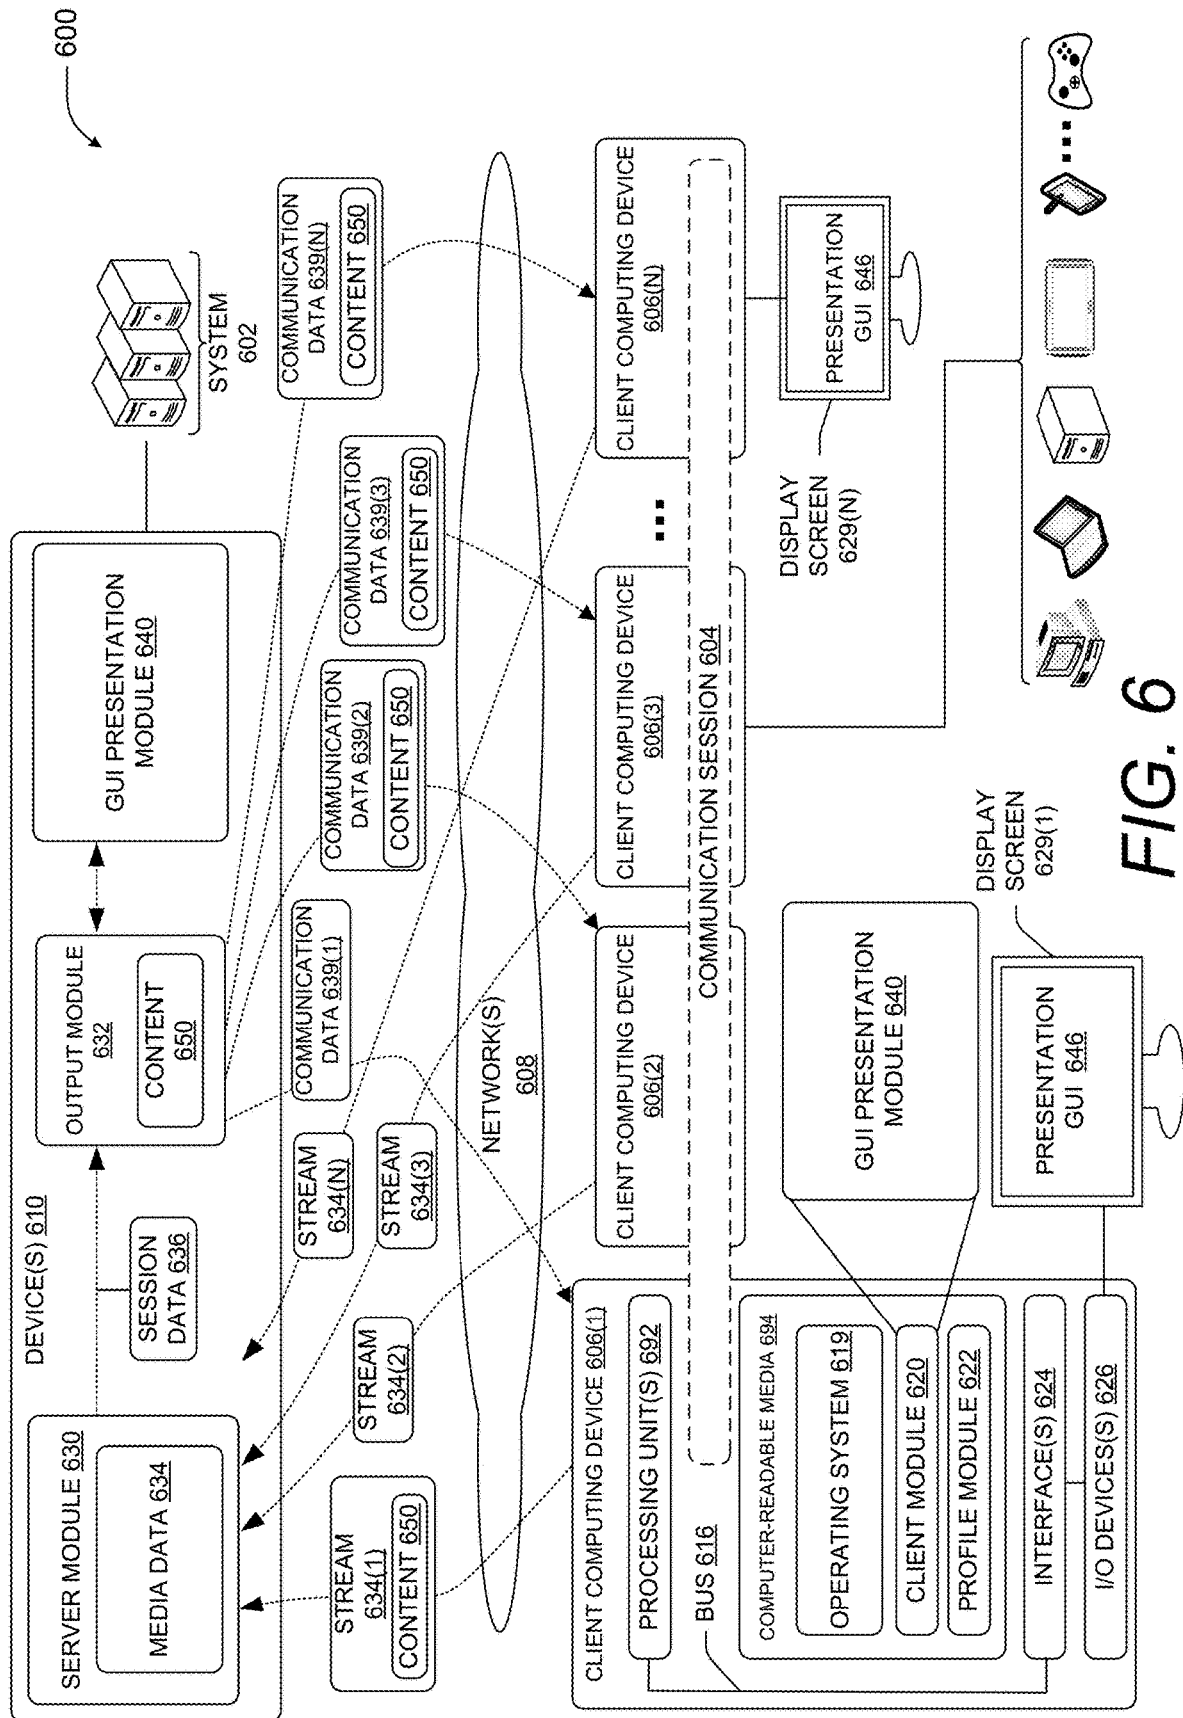 600
DEVICE(S) 610
SERVER MODULE 630
MEDIA DATA 634
SESSION
DATA 636
OUTPUT MODULE
632
CONTENT
650
GUI PRESENTATION
MODULE 640
SYSTEM
602
STREAM
634(1)
CONTENT 650
STREAM
634(2)
STREAM
634(N)
STREAM
634(3)
COMMUNICATION
DATA 639(1)
COMMUNICATION
DATA 639(2)
CONTENT 650
COMMUNICATION
DATA 639(3)
CONTENT 650
COMMUNICATION
DATA 639(N)
CONTENT 650
NETWORK(S)
608
CLIENT COMPUTING DEVICE 606(1)
PROCESSING UNIT(S) 692
BUS 616
COMPUTER-READABLE MEDIA 694
OPERATING SYSTEM 619
CLIENT MODULE 620
PROFILE MODULE 622
INTERFACE(S) 624
I/O DEVICES(S) 626
CLIENT COMPUTING DEVICE
606(2)
CLIENT COMPUTING DEVICE
606(3)
CLIENT COMPUTING DEVICE
606(N)
COMMUNICATION SESSION 604
GUI PRESENTATION
MODULE 640
PRESENTATION
GUI 646
DISPLAY
SCREEN
629(1)
PRESENTATION
GUI 646
DISPLAY
SCREEN
629(N)
FIG. 6